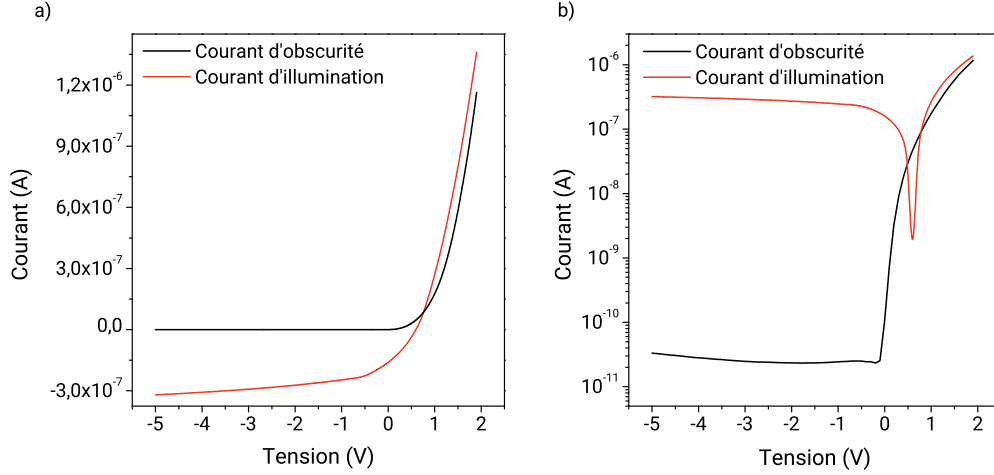 a)
Courant d'obscurité
Courant d'illumination
1,2x10⁻⁶
9,0x10⁻⁷
6,0x10⁻⁷
3,0x10⁻⁷
0,0
-3,0x10⁻⁷
Courant (A)
-5 -4 -3 -2 -1 0 1 2
Tension (V)
b)
Courant d'obscurité
Courant d'illumination
10⁻⁶
10⁻⁷
10⁻⁸
10⁻⁹
10⁻¹⁰
10⁻¹¹
Courant (A)
-5 -4 -3 -2 -1 0 1 2
Tension (V)